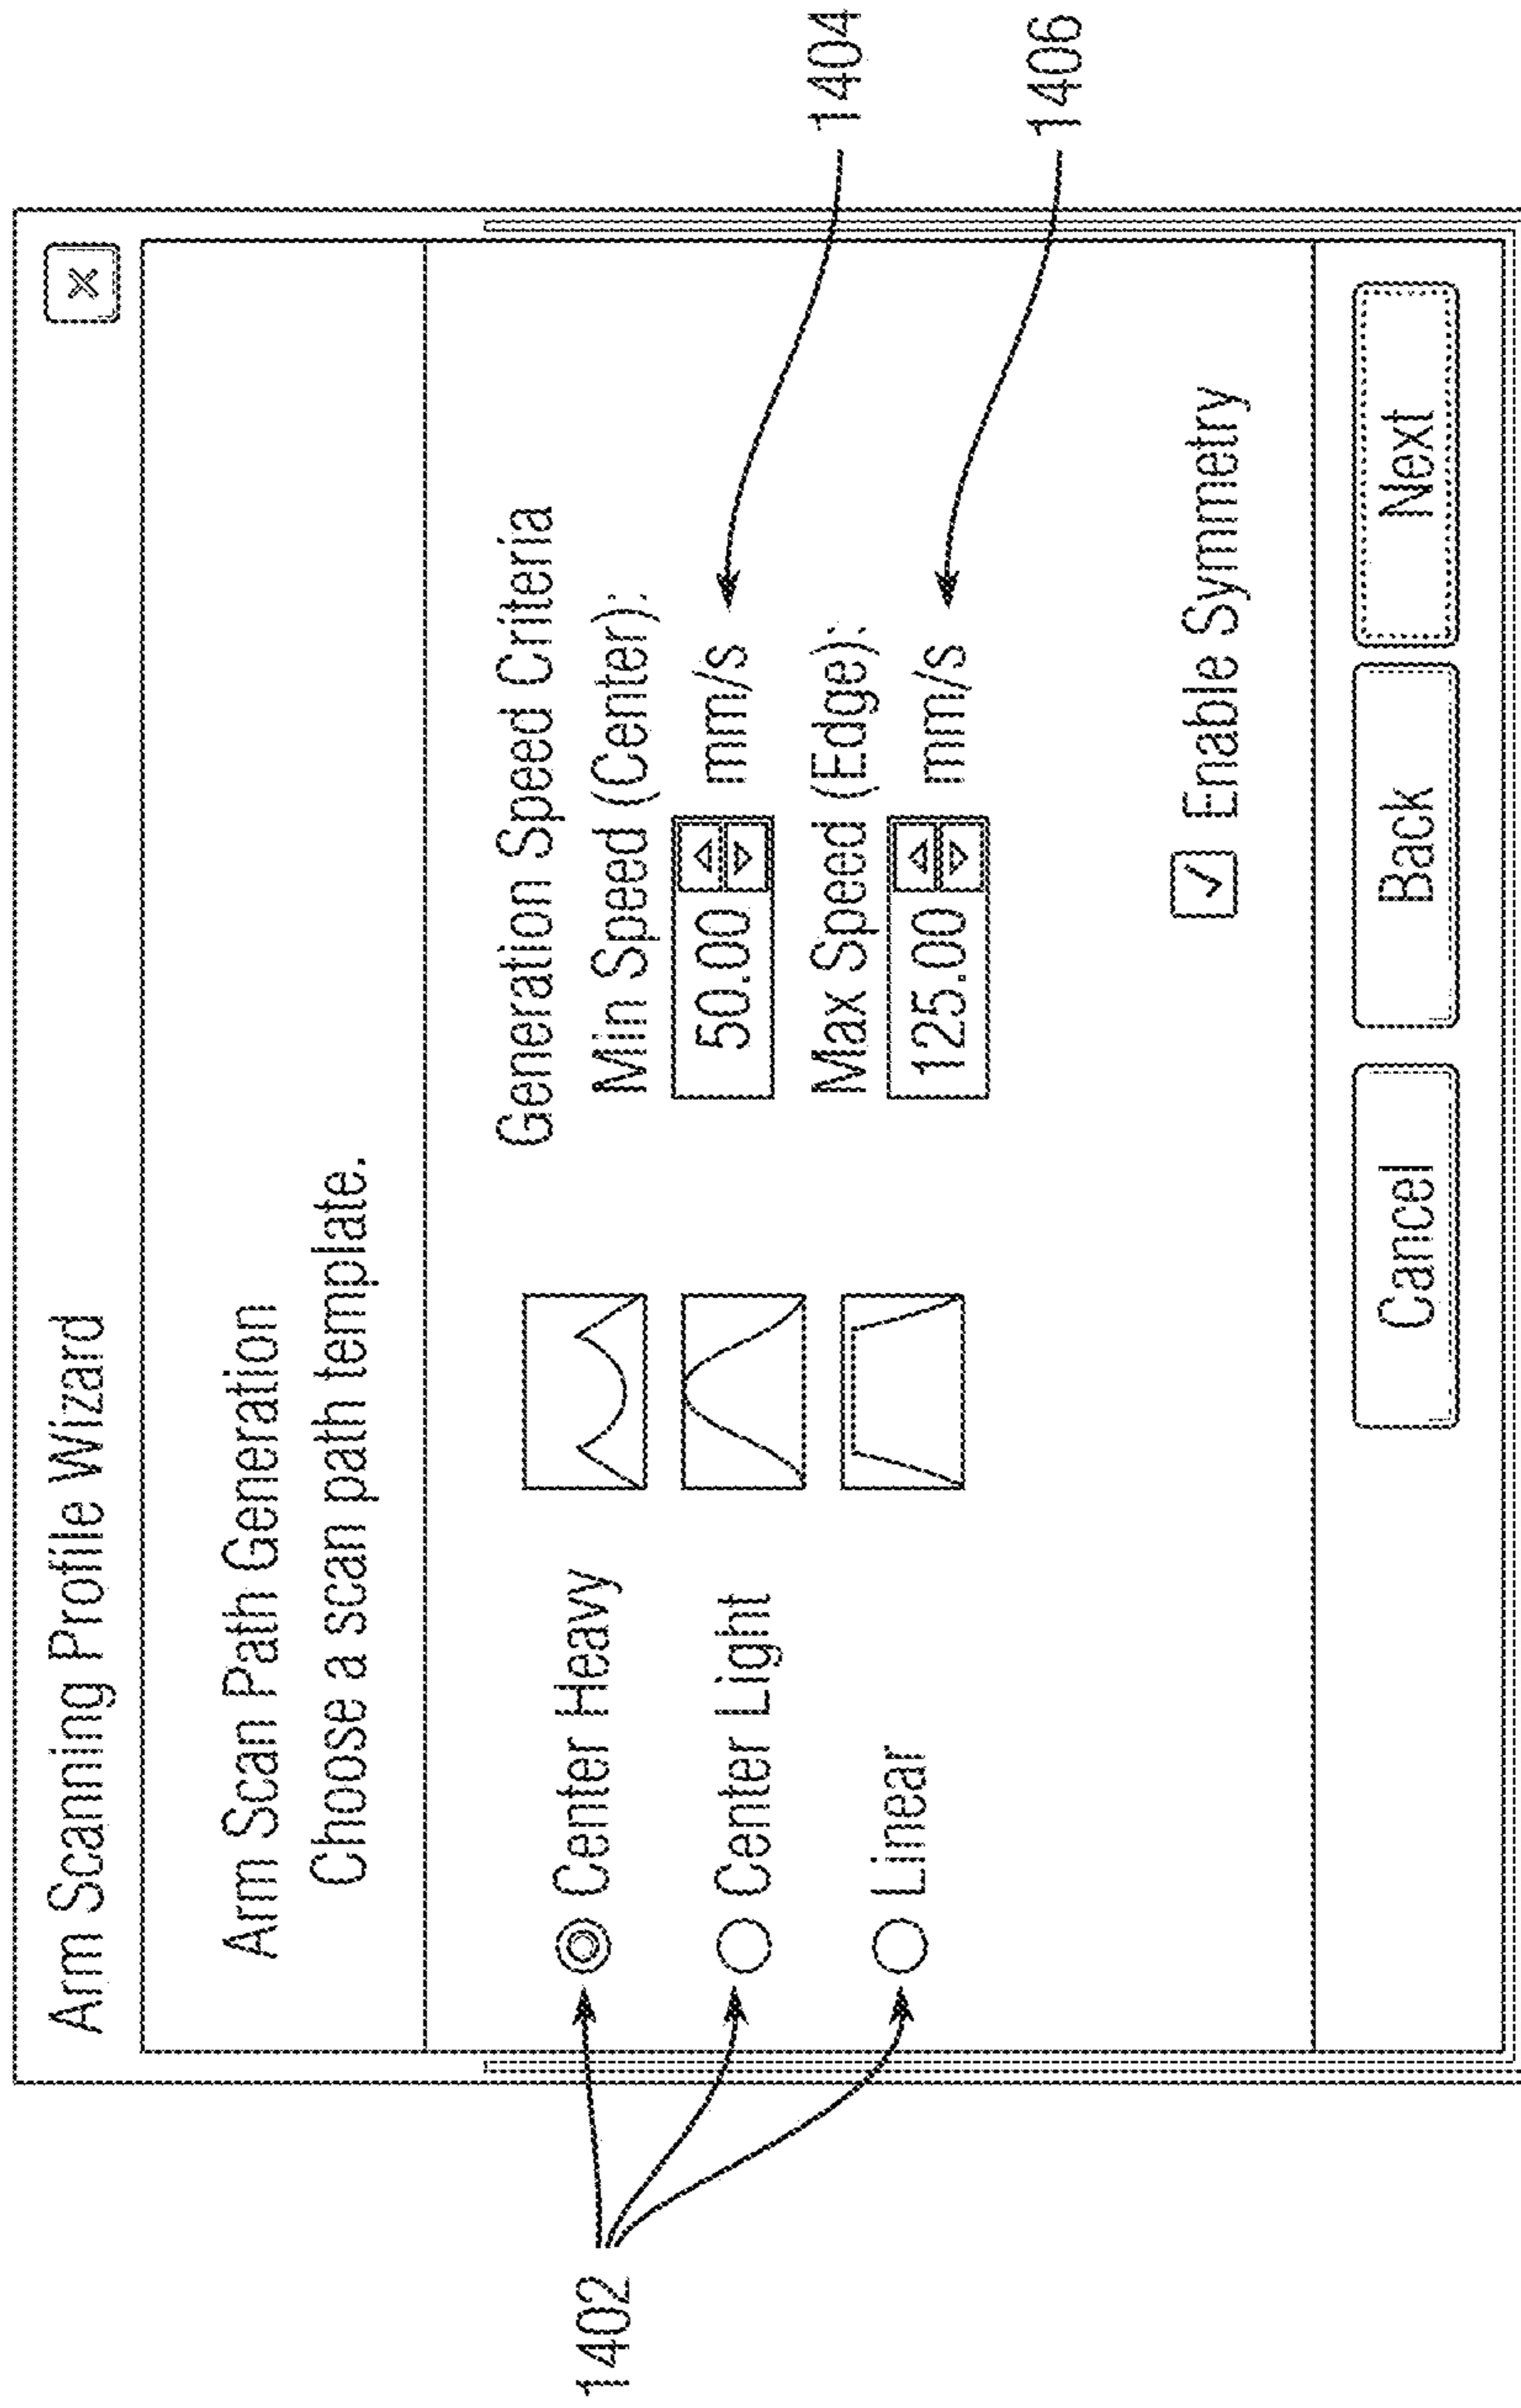 Arm Scanning Profile Wizard
Arm Scan Path Generation
Choose a scan path template.
Center Heavy
Center Light
Linear
1402
Generation Speed Criteria
Min Speed (Center):
50.00 mm/s
1404
Max Speed (Edge):
125.00 mm/s
1406
Enable Symmetry
Cancel Back Next